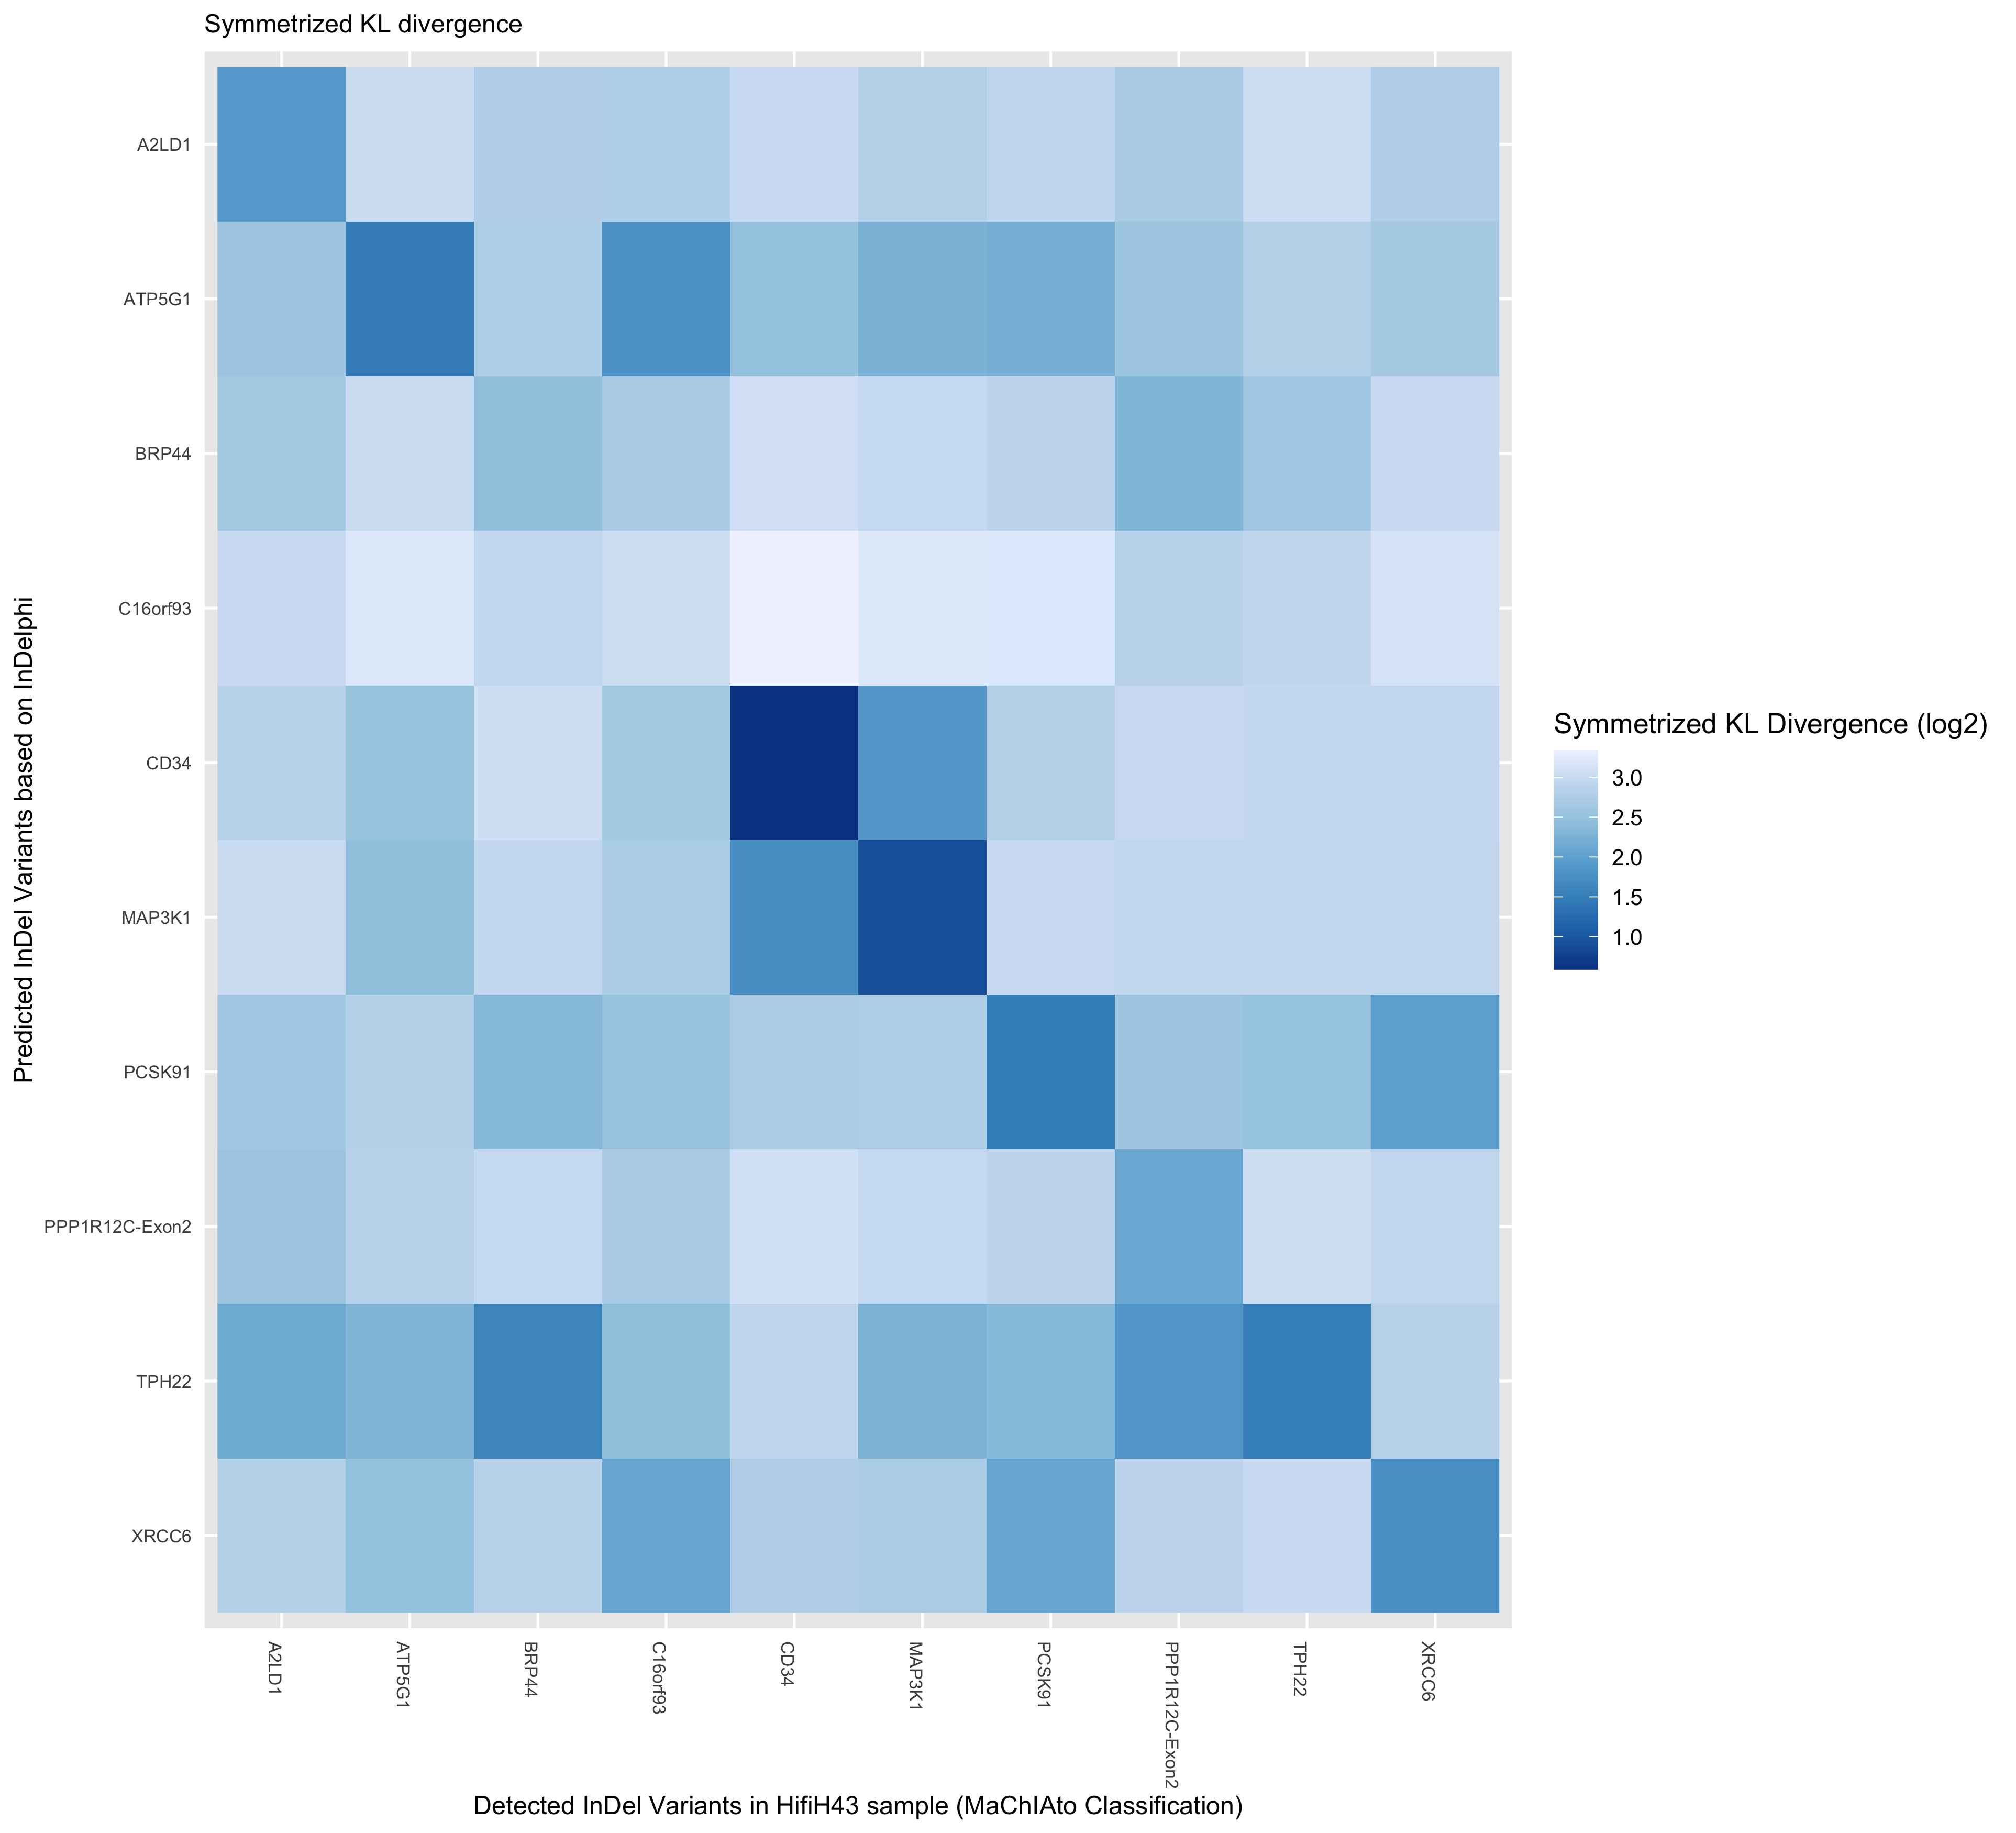 Symmetrized KL divergence
Predicted InDel Variants based on InDelphi
A2LD1
ATP5G1
BRP44
C16orf93
CD34
MAP3K1
PCSK91
PPP1R12C-Exon2
TPH22
XRCC6
A2LD1
ATP5G1
BRP44
C16orf93
CD34
MAP3K1
PCSK91
PPP1R12C-Exon2
TPH22
XRCC6
Detected InDel Variants in HifiH43 sample (MaChIAto Classification)
Symmetrized KL Divergence (log2)
3.0
2.5
2.0
1.5
1.0